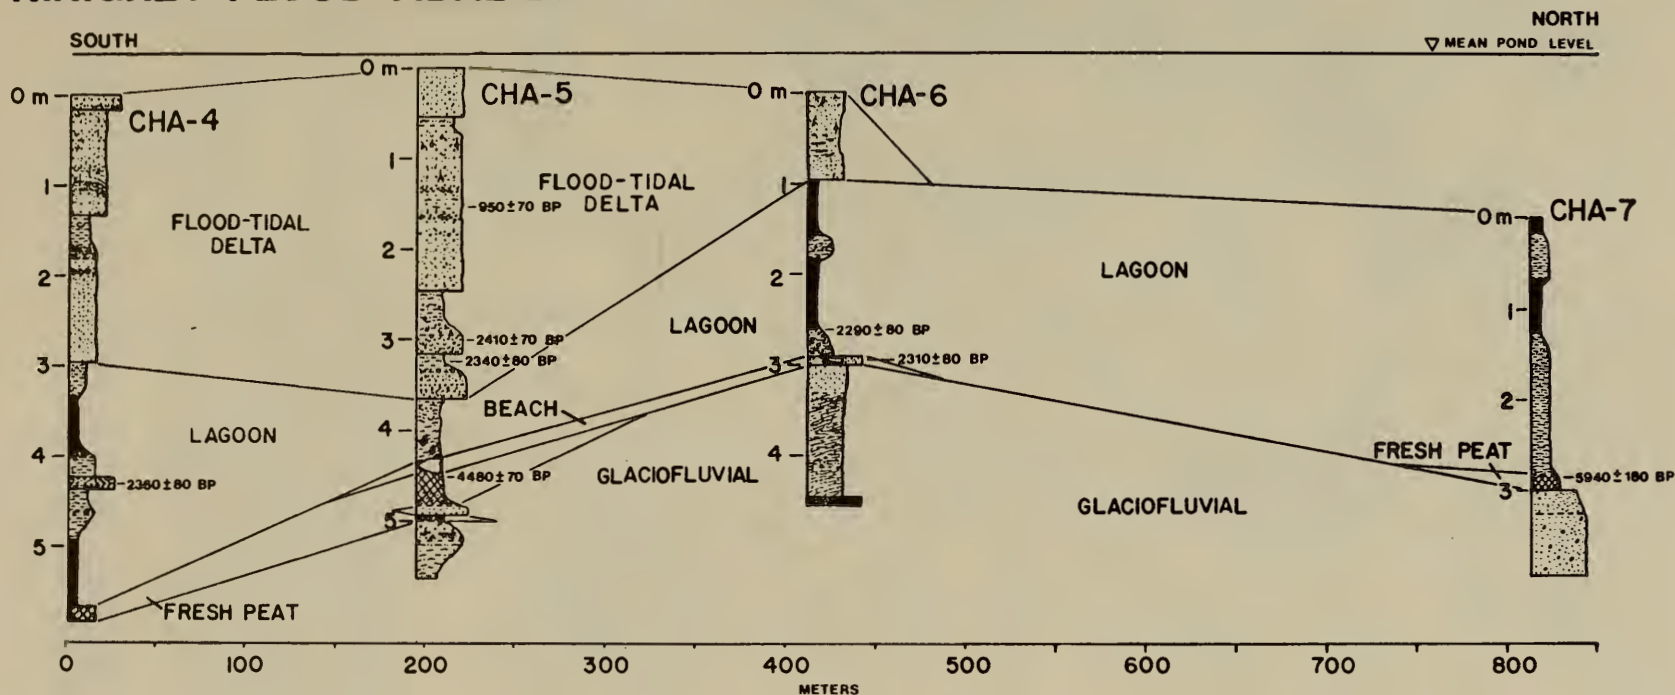 SOUTH
NORTH
▽ MEAN POND LEVEL
0 m
CHA-4
1
2
3
4
5
0 m
CHA-5
1
2
3
4
5
0 m
CHA-6
1
2
3
4
0 m
CHA-7
1
2
3
FLOOD-TIDAL
DELTA
FLOOD-TIDAL
DELTA
950±70 BP
2410±70 BP
2340±80 BP
4480±70 BP
2360±80 BP
2290±80 BP
2310±80 BP
5940±180 BP
LAGOON
LAGOON
LAGOON
BEACH
GLACIOFLUVIAL
GLACIOFLUVIAL
FRESH PEAT
FRESH PEAT
0 100 200 300 400 500 600 700 800
METERS